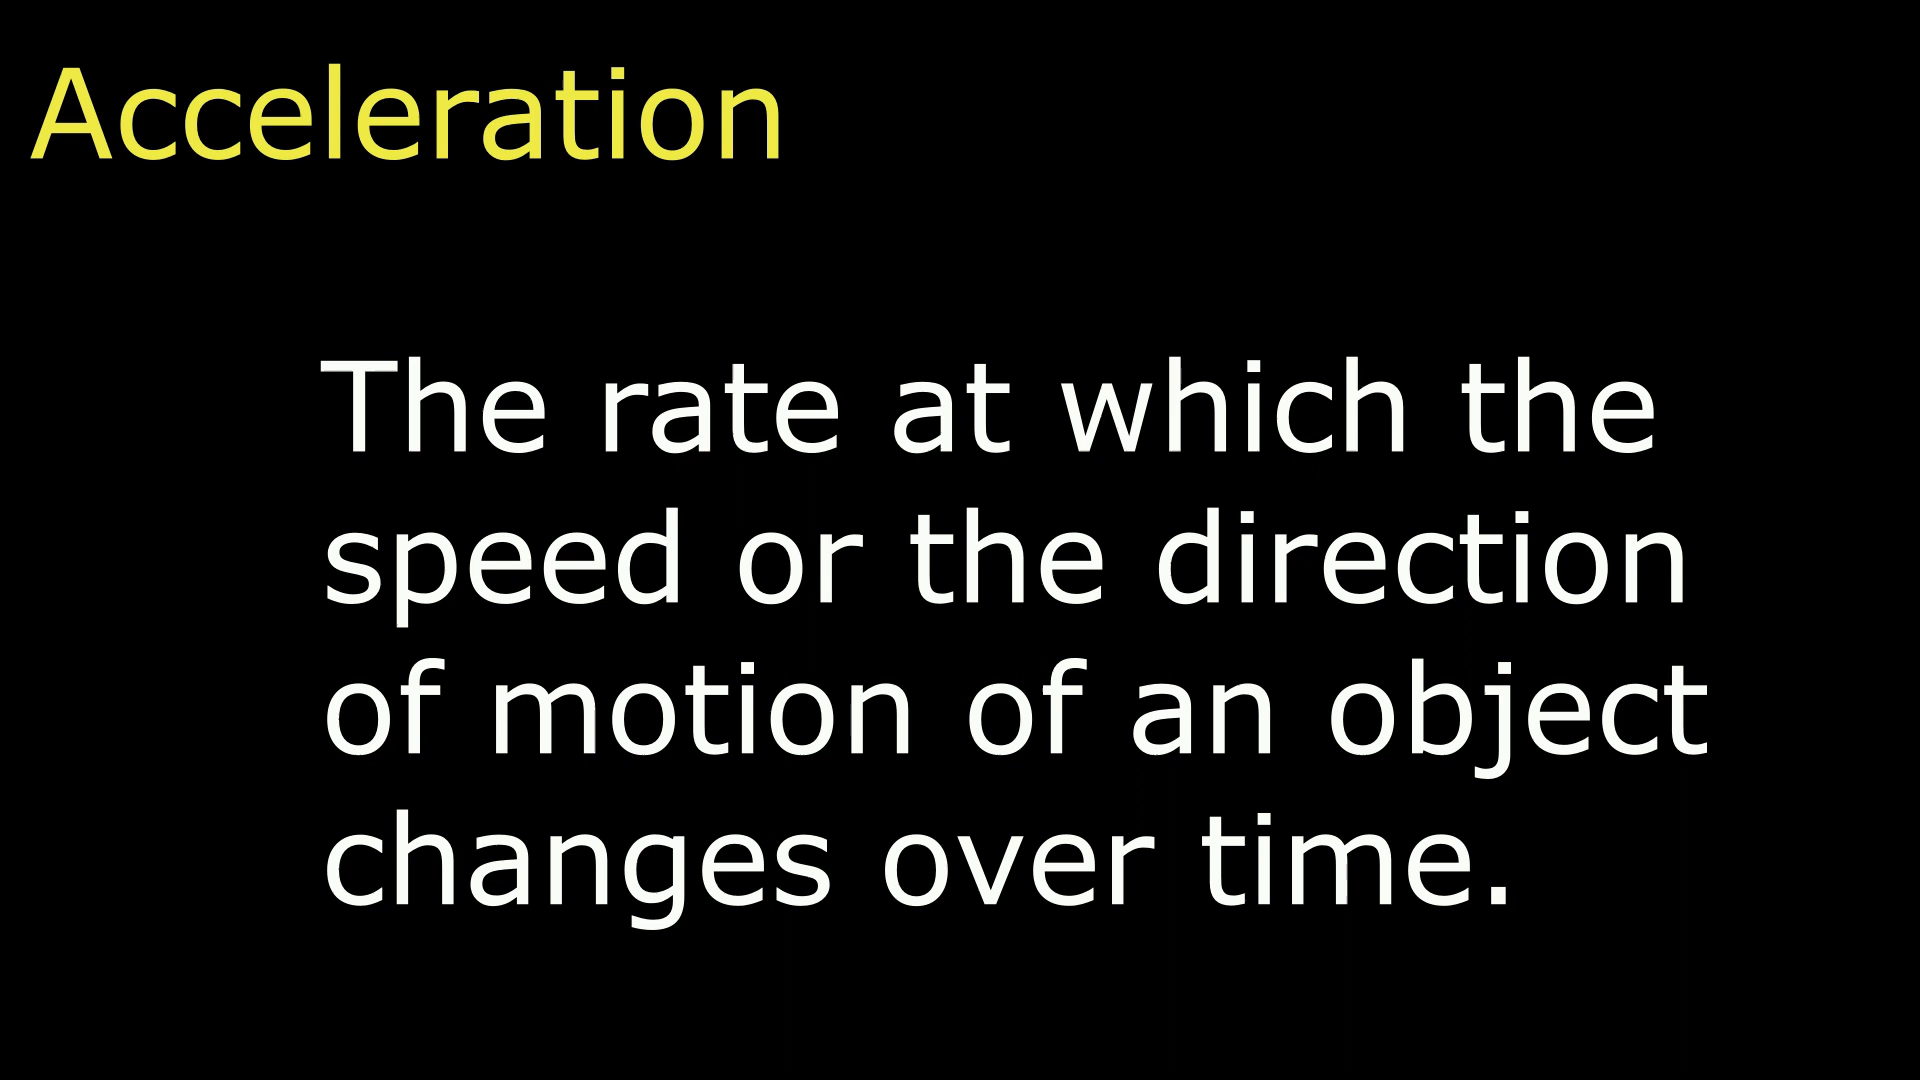 Acceleration
The rate at which the
speed or the direction
of motion of an object
changes over time.